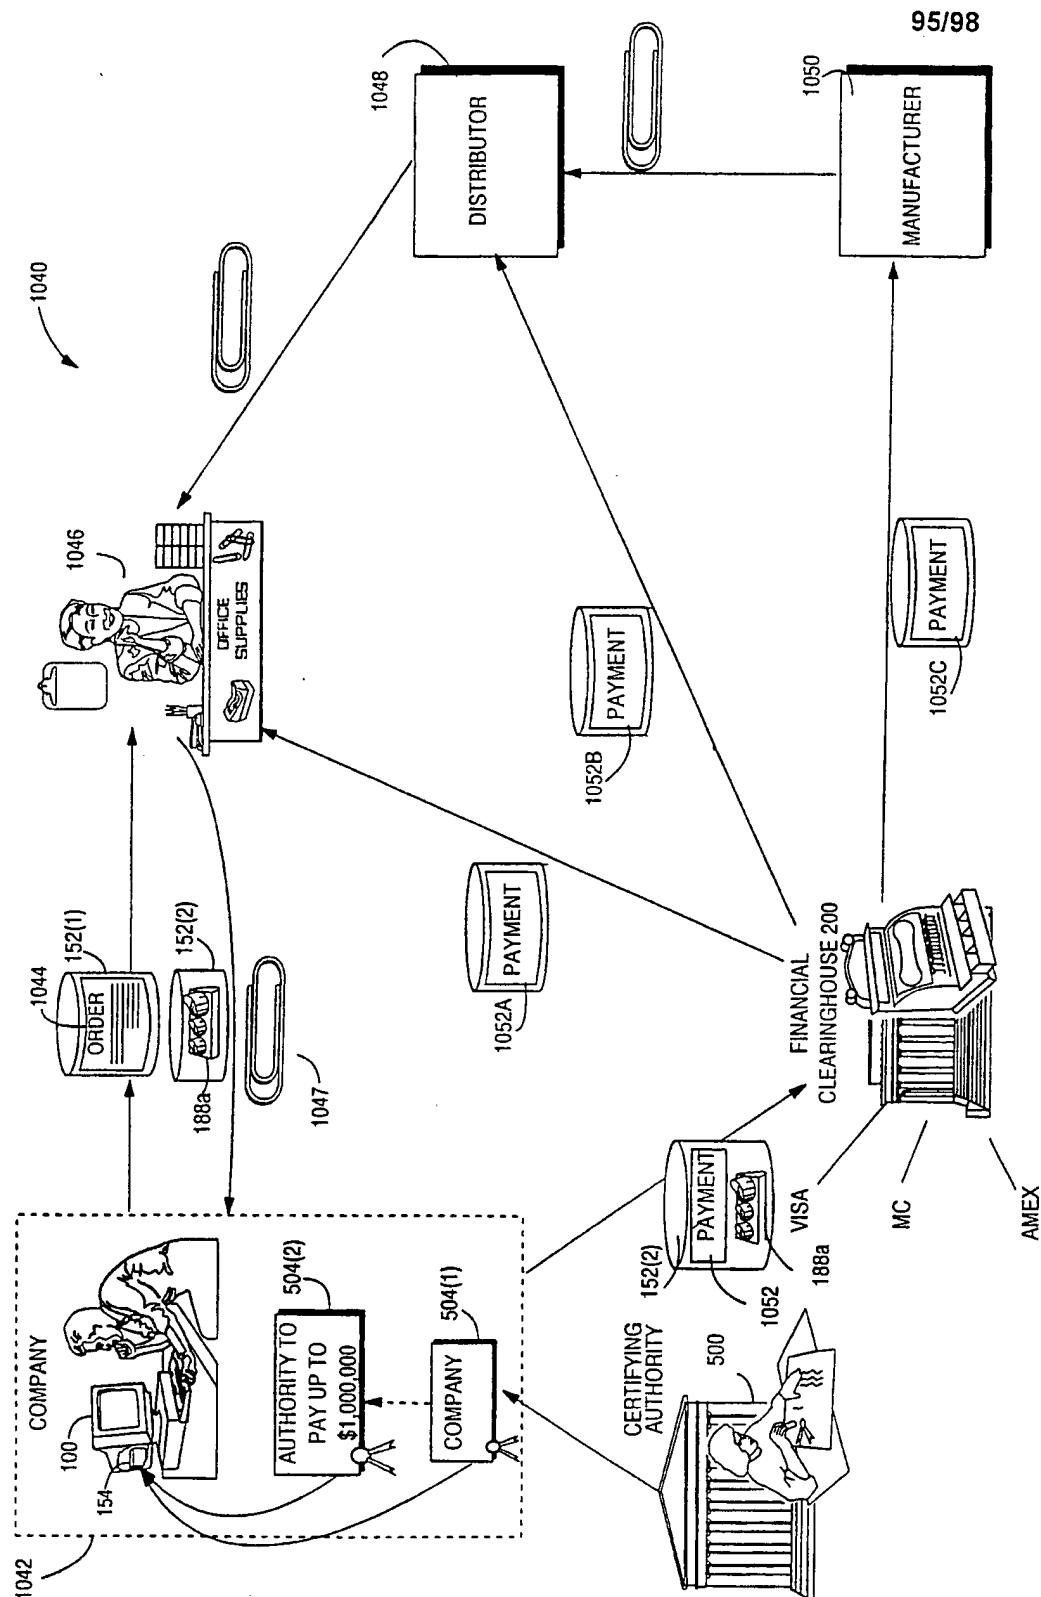 95/98
1040
1042
COMPANY
100
154
AUTHORITY TO
PAY UP TO
$1,000,000
504(2)
COMPANY
504(1)
1044
ORDER
152(1)
152(2)
188a
1047
1046
OFFICE
SUPPLIES
1048
DISTRIBUTOR
1050
MANUFACTURER
CERTIFYING
AUTHORITY
500
152(2)
PAYMENT
1052
188a
VISA
MC
AMEX
FINANCIAL
CLEARINGHOUSE 200
PAYMENT
1052A
PAYMENT
1052B
PAYMENT
1052C